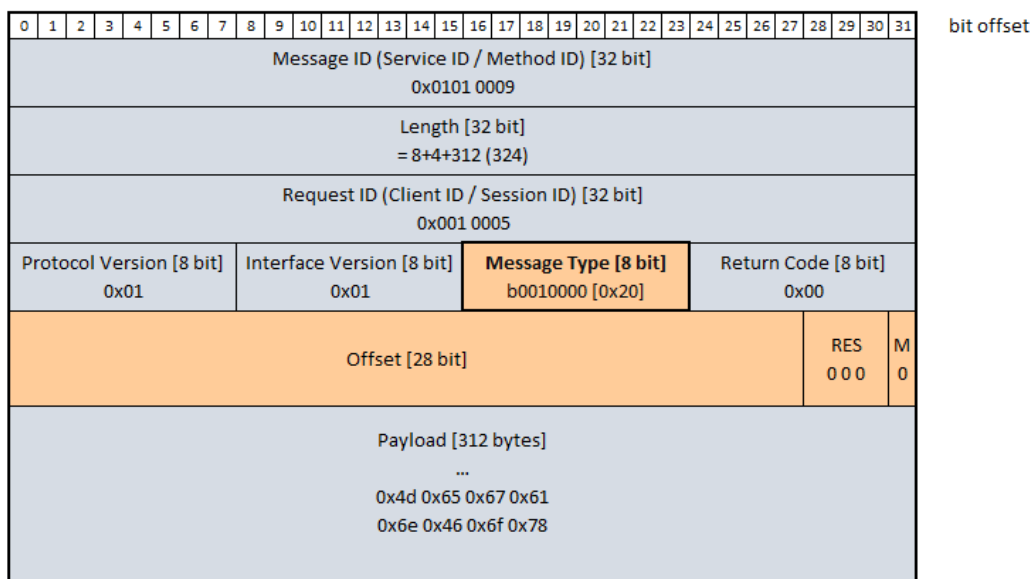 0 1 2 3 4 5 6 7 8 9 10 11 12 13 14 15 16 17 18 19 20 21 22 23 24 25 26 27 28 29 30 31 bit offset
Message ID (Service ID / Method ID) [32 bit]
0x0101 0009
Length [32 bit]
= 8+4+312 (324)
Request ID (Client ID / Session ID) [32 bit]
0x001 0005
Protocol Version [8 bit] Interface Version [8 bit] Message Type [8 bit] Return Code [8 bit]
0x01 0x01 b0010000 [0x20] 0x00
Offset [28 bit] RES M
0 0 0 0
Payload [312 bytes]
...
0x4d 0x65 0x67 0x61
0x6e 0x46 0x6f 0x78